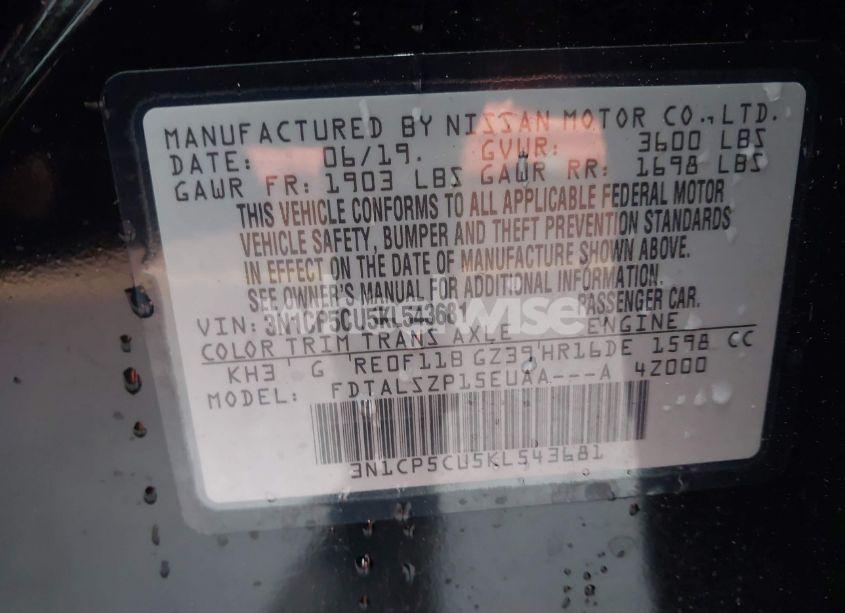 MANUFACTURED BY NISSAN MOTOR CO., LTD.
DATE: 06/19. GVWR: 3600 LBS
GAWR FR: 1903 LBS GAWR RR: 1698 LBS
THIS VEHICLE CONFORMS TO ALL APPLICABLE FEDERAL MOTOR
VEHICLE SAFETY, BUMPER AND THEFT PREVENTION STANDARDS
IN EFFECT ON THE DATE OF MANUFACTURE SHOWN ABOVE.
SEE OWNER'S MANUAL FOR ADDITIONAL INFORMATION.
VIN: 3N1CP5CU5KL543681 PASSENGER CAR.
COLOR TRIM TRANS AXLE ENGINE
KH3 G RE0F11B GZ39 HR16DE 1598 CC
MODEL: FDTALSZP15EUAA---A 4Z000
3N1CP5CU5KL543681